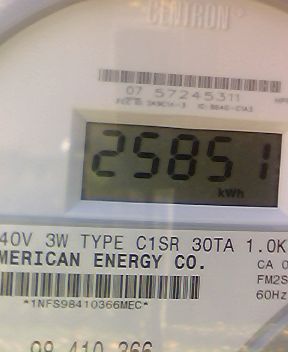 CENTRON
07 57245311
25851
kWh
40V 3W TYPE C1SR 30TA 1.0K
MERICAN ENERGY CO.
CA 0
FM2S
60Hz
*1NFS98410366MEC*
98 410 366